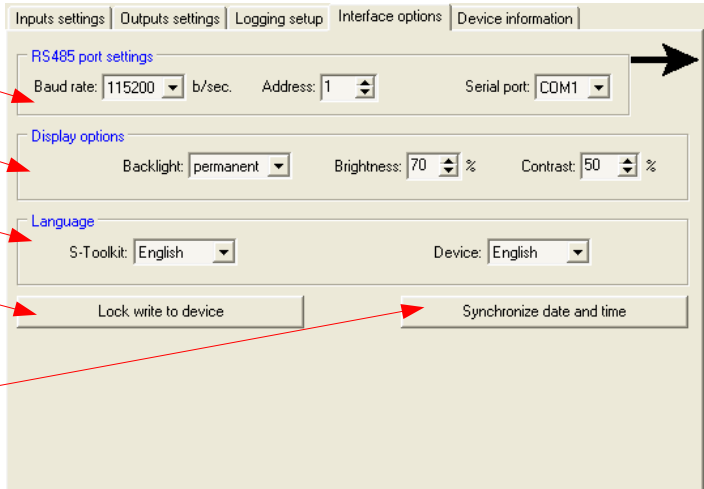 Inputs settings Outputs settings Logging setup Interface options Device information
RS485 port settings
Baud rate: 115200 b/sec. Address: 1 Serial port: COM1
Display options
Backlight: permanent Brightness: 70 % Contrast: 50 %
Language
S-Toolkit: English Device: English
Lock write to device Synchronize date and time